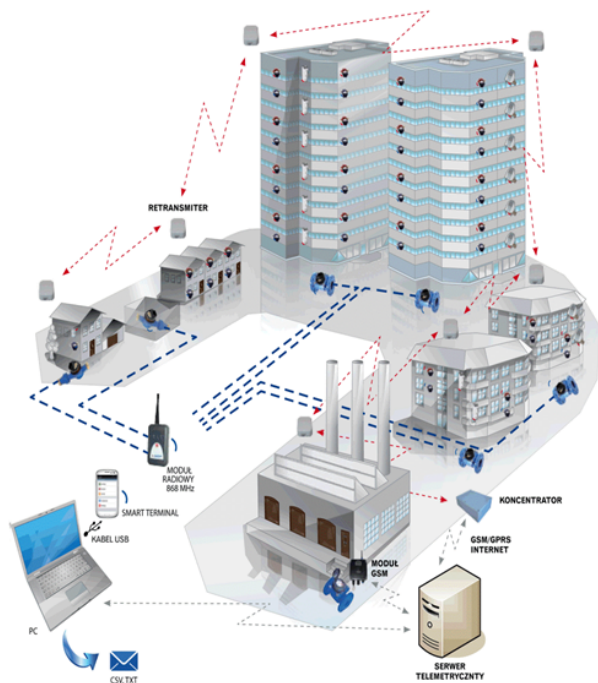 RETRANSMITER
MODUŁ
RADIOWY
868 MHz
SMART TERMINAL
KABEL USB
KONCENTRATOR
GSM/GPRS
INTERNET
MODUŁ
GSM
PC
SERWER
TELEMETRYCZNTY
CSV, TXT